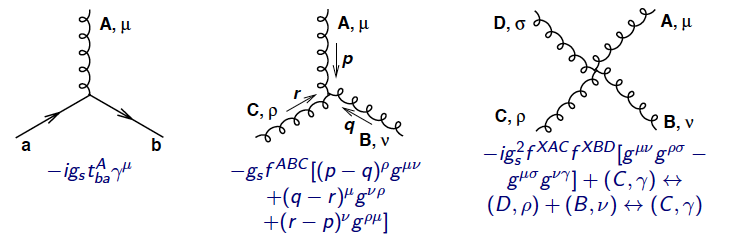 A, μ
a
b
−ig_s t^A_{ba} γ^μ
A, μ
p
r
C, ρ
q
B, ν
−g_s f^{ABC}[(p − q)^ρ g^{μν}
+(q − r)^μ g^{νρ}
+(r − p)^ν g^{ρμ}]
D, σ
A, μ
C, ρ
B, ν
−ig_s^2 f^{XAC} f^{XBD}[g^{μν} g^{ρσ} −
g^{μσ} g^{νγ}] + (C, γ) ↔
(D, ρ) + (B, ν) ↔ (C, γ)